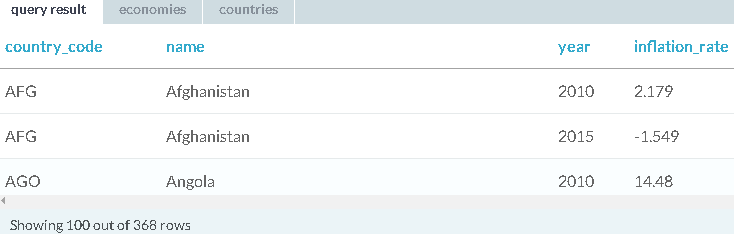 query result economies countries
country_code name year inflation_rate
AFG Afghanistan 2010 2.179
AFG Afghanistan 2015 -1.549
AGO Angola 2010 14.48
Showing 100 out of 368 rows